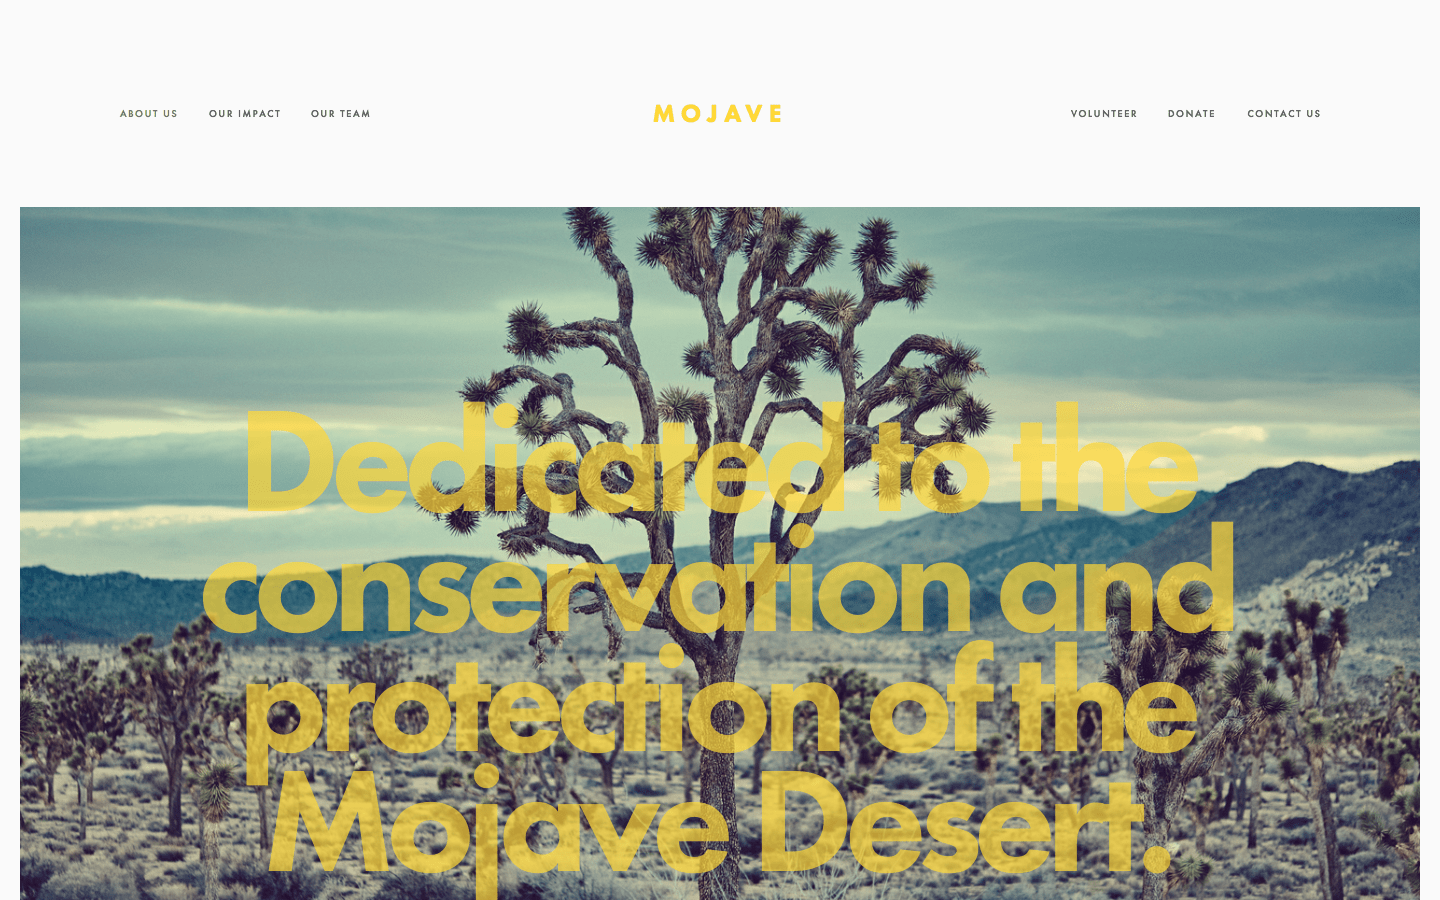 ABOUT US OUR IMPACT OUR TEAM MOJAVE VOLUNTEER DONATE CONTACT US
Dedicated to the
conservation and
protection of the
Mojave Desert.